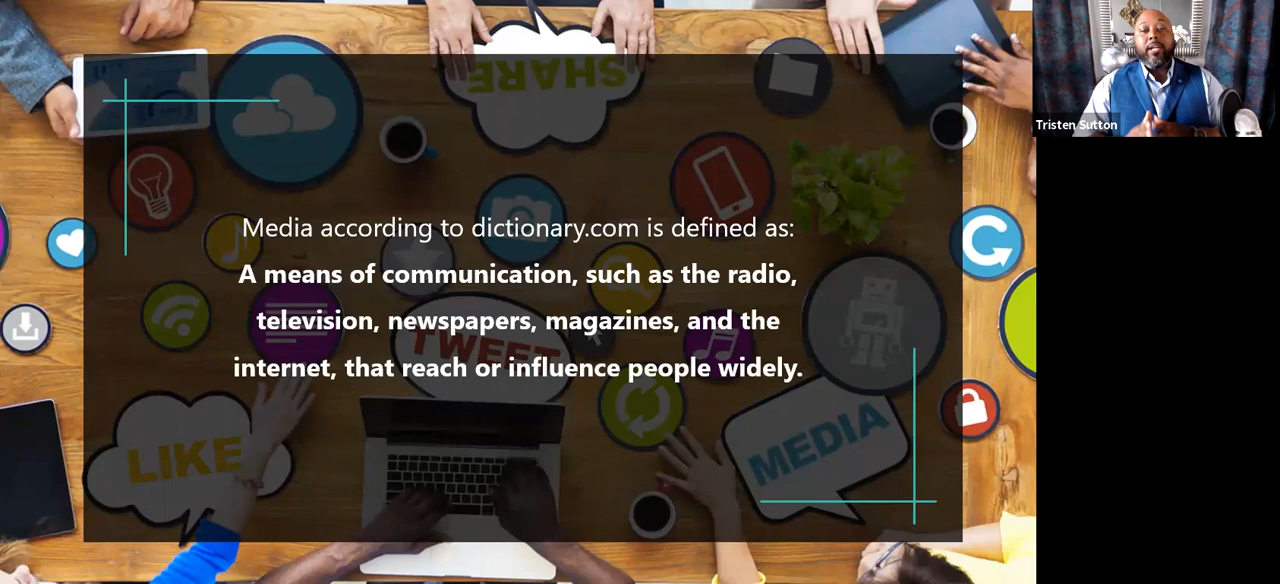 SHARE
Tristen Sutton
Media according to dictionary.com is defined as:
A means of communication, such as the radio,
television, newspapers, magazines, and the
TWEET
internet, that reach or influence people widely.
LIKE
MEDIA